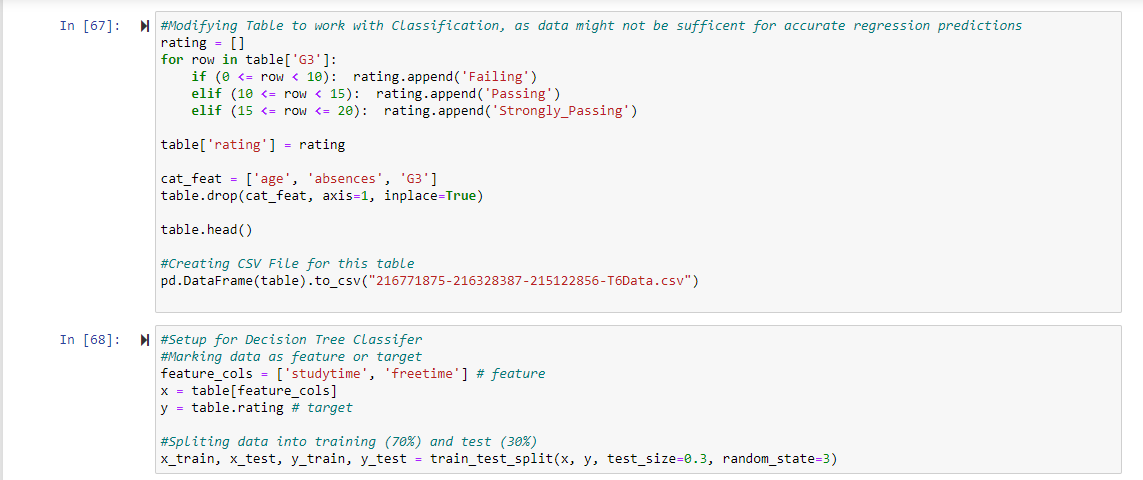 In [67]:
#Modifying Table to work with Classification, as data might not be sufficent for accurate regression predictions
rating = []
for row in table['G3']:
    if (0 <= row < 10):  rating.append('Failing')
    elif (10 <= row < 15):  rating.append('Passing')
    elif (15 <= row <= 20):  rating.append('Strongly_Passing')
table['rating'] = rating
cat_feat = ['age', 'absences', 'G3']
table.drop(cat_feat, axis=1, inplace=True)
table.head()
#Creating CSV File for this table
pd.DataFrame(table).to_csv("216771875-216328387-215122856-T6Data.csv")
In [68]:
#Setup for Decision Tree Classifer
#Marking data as feature or target
feature_cols = ['studytime', 'freetime'] # feature
x = table[feature_cols]
y = table.rating # target
#Spliting data into training (70%) and test (30%)
x_train, x_test, y_train, y_test = train_test_split(x, y, test_size=0.3, random_state=3)